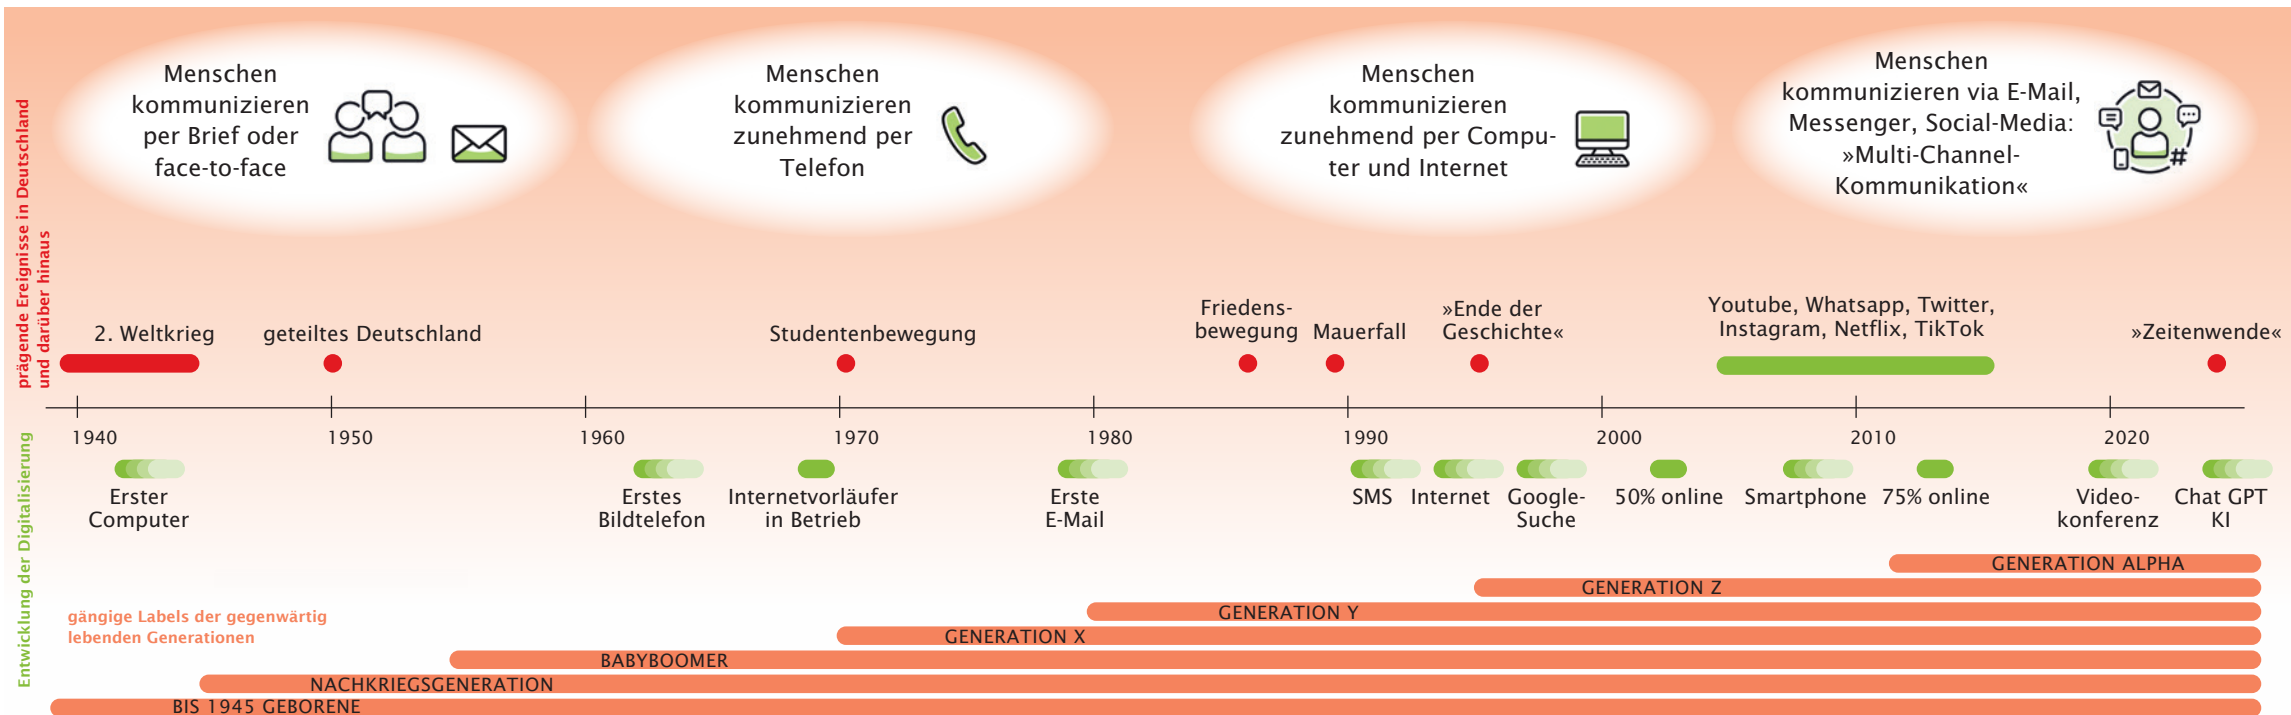 Menschen
kommunizieren
per Brief oder
face-to-face
Menschen
kommunizieren
zunehmend per
Telefon
Menschen
kommunizieren
zunehmend per Compu-
ter und Internet
Menschen
kommunizieren via E-Mail,
Messenger, Social-Media:
»Multi-Channel-
Kommunikation«
#
prägende Ereignisse in Deutschland
und darüber hinaus
2. Weltkrieg
geteiltes Deutschland
Studentenbewegung
Friedens-
bewegung
Mauerfall
»Ende der
Geschichte«
Youtube, Whatsapp, Twitter,
Instagram, Netflix, TikTok
»Zeitenwende«
1940
1950
1960
1970
1980
1990
2000
2010
2020
Entwicklung der Digitalisierung
Erster
Computer
Erstes
Bildtelefon
Internetvorläufer
in Betrieb
Erste
E-Mail
SMS
Internet
Google-
Suche
50% online
Smartphone
75% online
Video-
konferenz
Chat GPT
KI
gängige Labels der gegenwärtig
lebenden Generationen
GENERATION ALPHA
GENERATION Z
GENERATION Y
GENERATION X
BABYBOOMER
NACHKRIEGSGENERATION
BIS 1945 GEBORENE